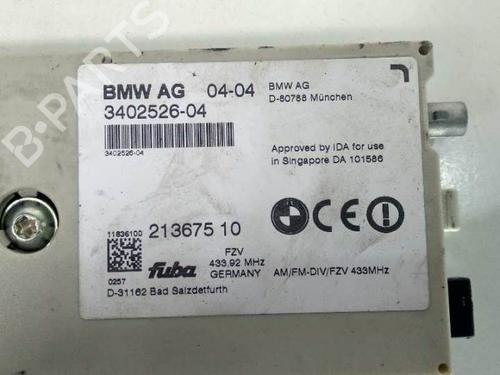 BMW AG 04-04
BMW AG
D-80788 München
3402526-04
3402526-04
Approved by IDA for use
in Singapore DA 101586
11836100
213675 10
FZV
433,92 MHz
GERMANY
AM/FM-DIV/FZV 433MHz
fuba
0257
D-31162 Bad Salzdetfurth
B-PARTS